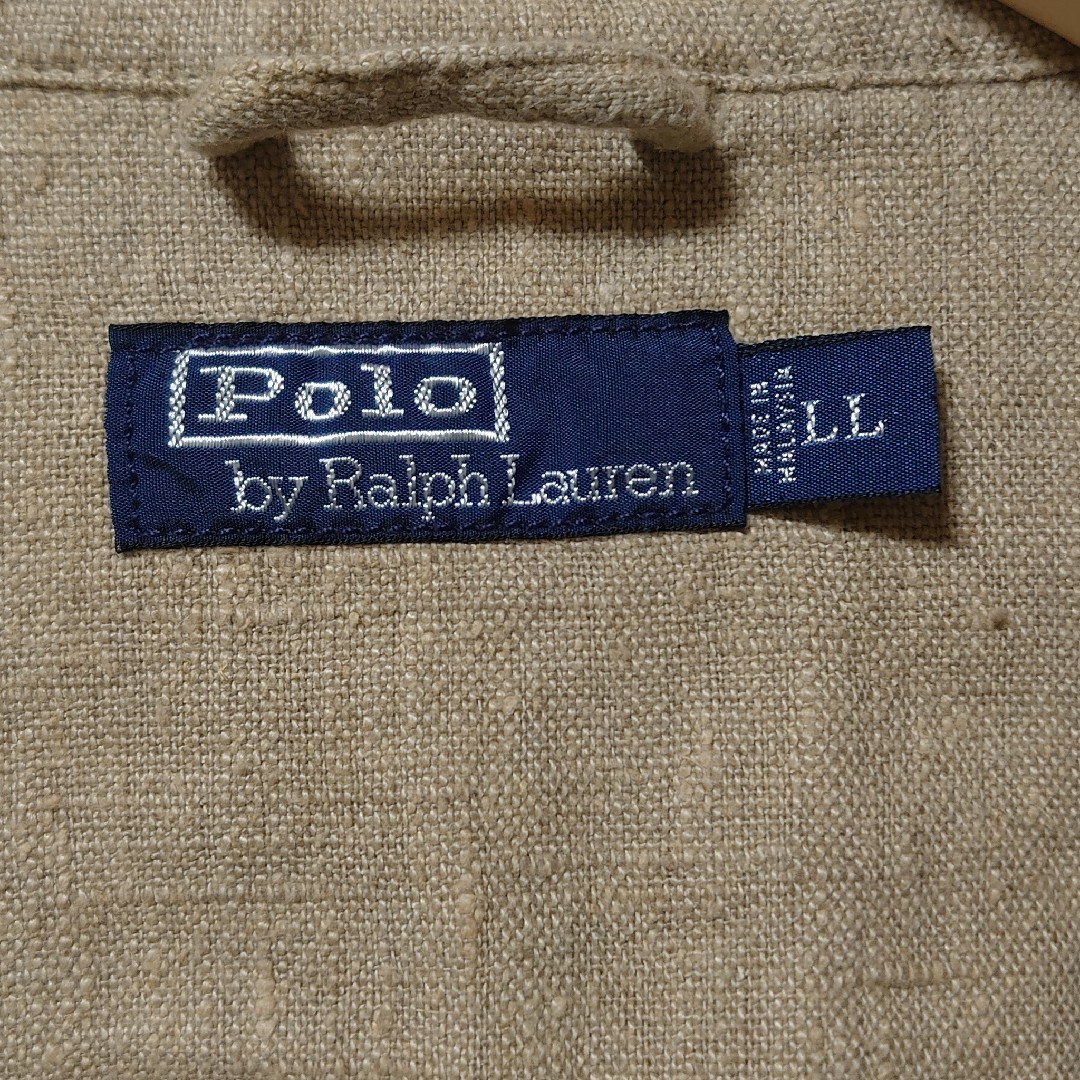 Polo
by Ralph Lauren
MADE IN
MALAYSIA
LL